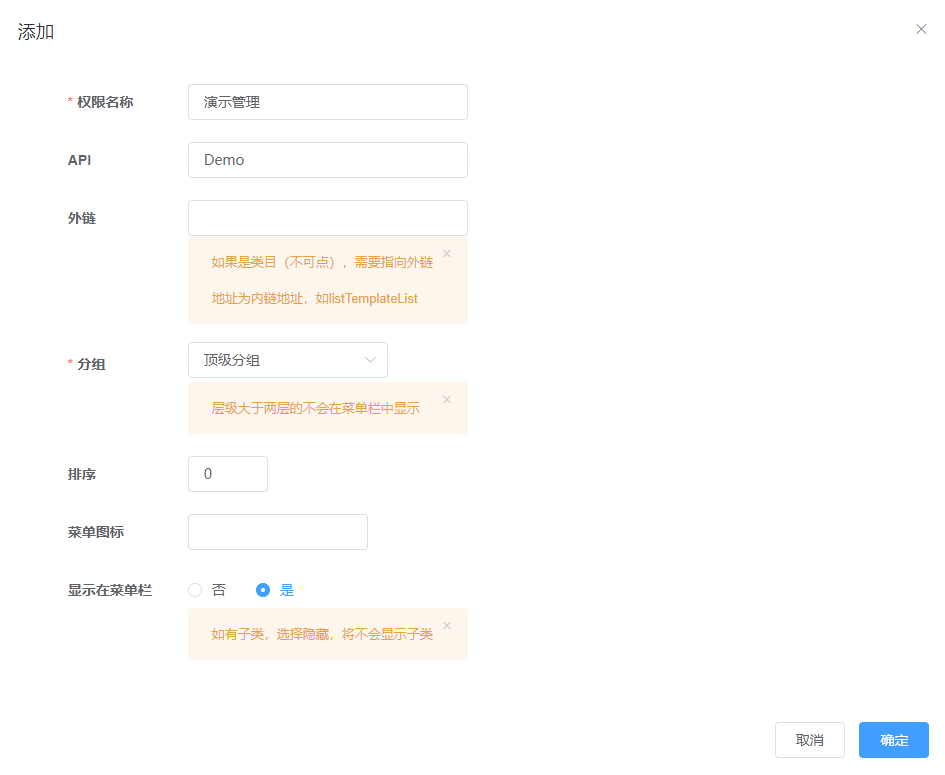 添加
* 权限名称
演示管理
API
Demo
外链
如果是类目（不可点），需要指向外链
地址为内链地址，如listTemplateList
* 分组
顶级分组
层级大于两层的不会在菜单栏中显示
排序
0
菜单图标
显示在菜单栏
否
是
如有子类，选择隐藏，将不会显示子类
取消
确定